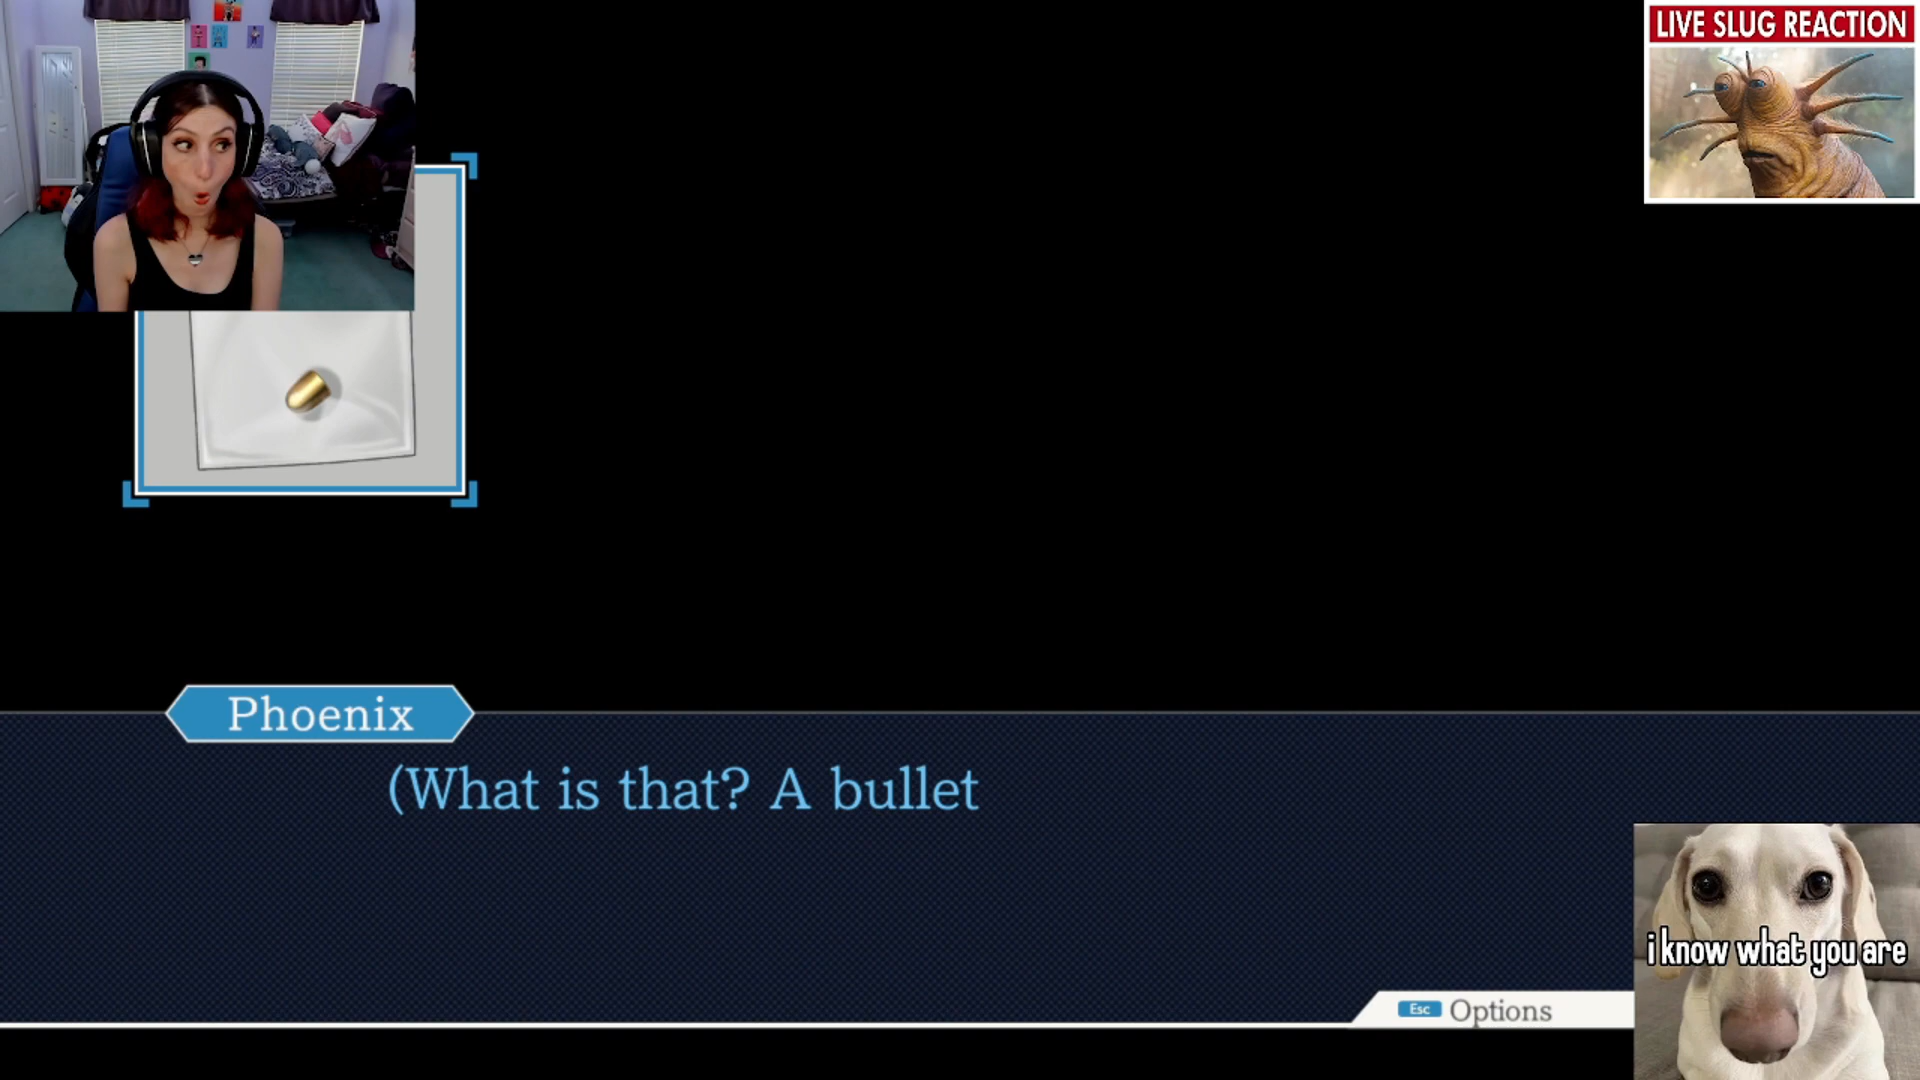 LIVE SLUG REACTION
Phoenix
(What is that? A bullet
i know what you are
Esc Options